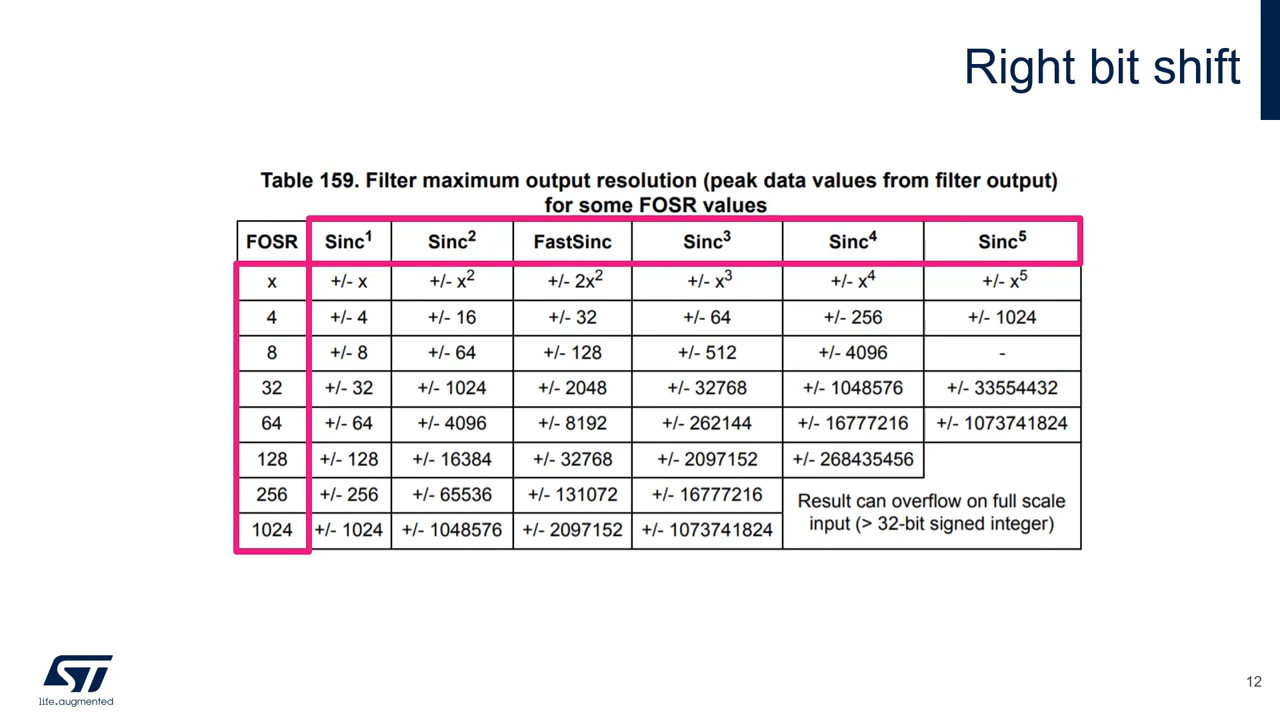 Right bit shift
Table 159. Filter maximum output resolution (peak data values from filter output)
for some FOSR values
FOSR Sinc¹ Sinc² FastSinc Sinc³ Sinc⁴ Sinc⁵
x +/- x +/- x² +/- 2x² +/- x³ +/- x⁴ +/- x⁵
4 +/- 4 +/- 16 +/- 32 +/- 64 +/- 256 +/- 1024
8 +/- 8 +/- 64 +/- 128 +/- 512 +/- 4096 -
32 +/- 32 +/- 1024 +/- 2048 +/- 32768 +/- 1048576 +/- 33554432
64 +/- 64 +/- 4096 +/- 8192 +/- 262144 +/- 16777216 +/- 1073741824
128 +/- 128 +/- 16384 +/- 32768 +/- 2097152 +/- 268435456
256 +/- 256 +/- 65536 +/- 131072 +/- 16777216
1024 +/- 1024 +/- 1048576 +/- 2097152 +/- 1073741824
Result can overflow on full scale
input (> 32-bit signed integer)
ST
life.augmented
12